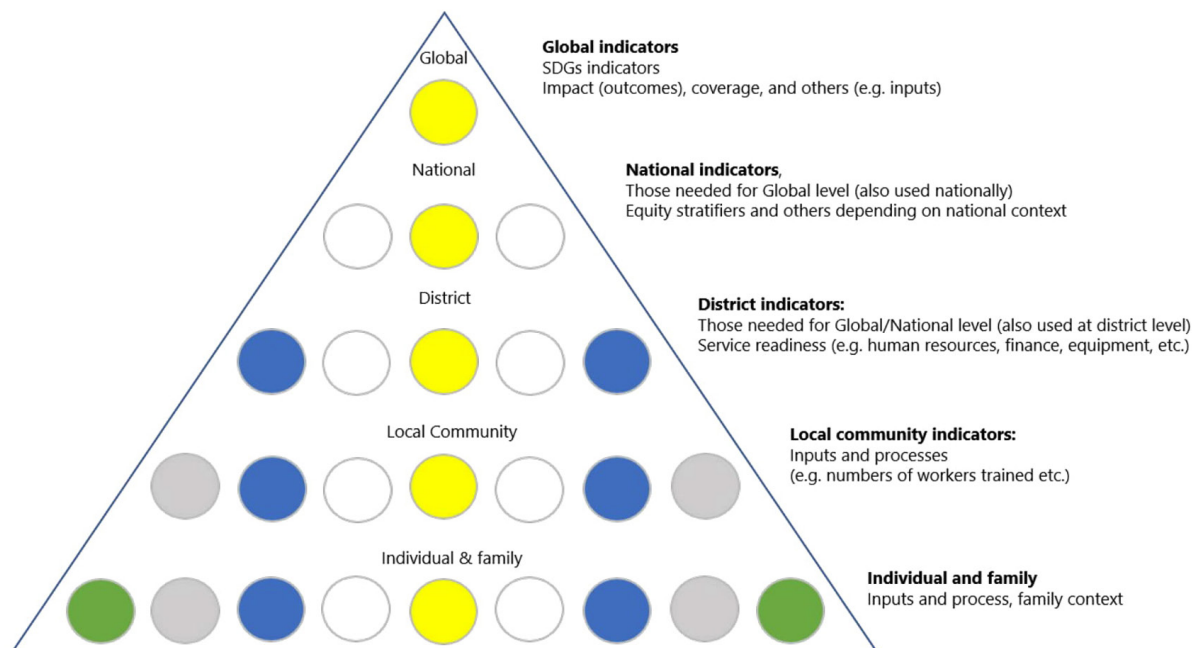 Global
Global indicators
SDGs indicators
Impact (outcomes), coverage, and others (e.g. inputs)
National
National indicators,
Those needed for Global level (also used nationally)
Equity stratifiers and others depending on national context
District
District indicators:
Those needed for Global/National level (also used at district level)
Service readiness (e.g. human resources, finance, equipment, etc.)
Local Community
Local community indicators:
Inputs and processes
(e.g. numbers of workers trained etc.)
Individual & family
Individual and family
Inputs and process, family context